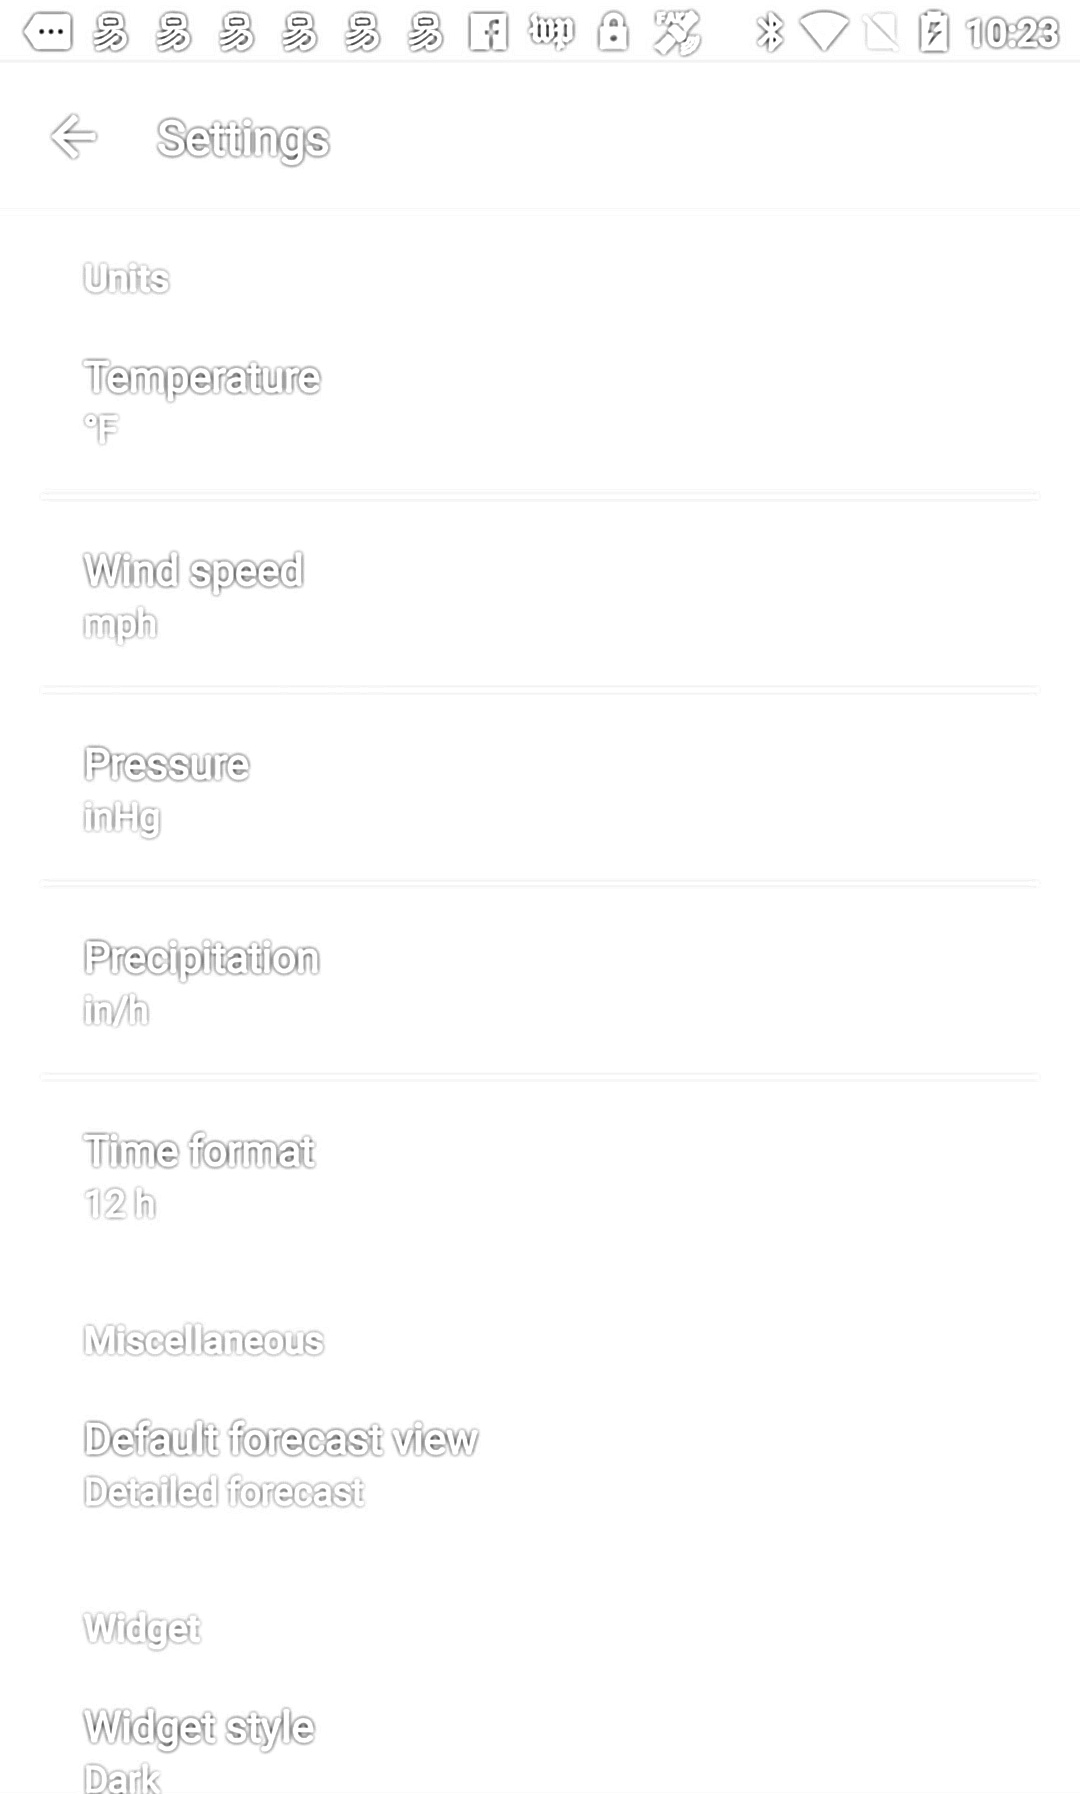 10:23
Settings
Units
Temperature
°F
Wind speed
mph
Pressure
inHg
Precipitation
in/h
Time format
12 h
Miscellaneous
Default forecast view
Detailed forecast
Widget
Widget style
Dark